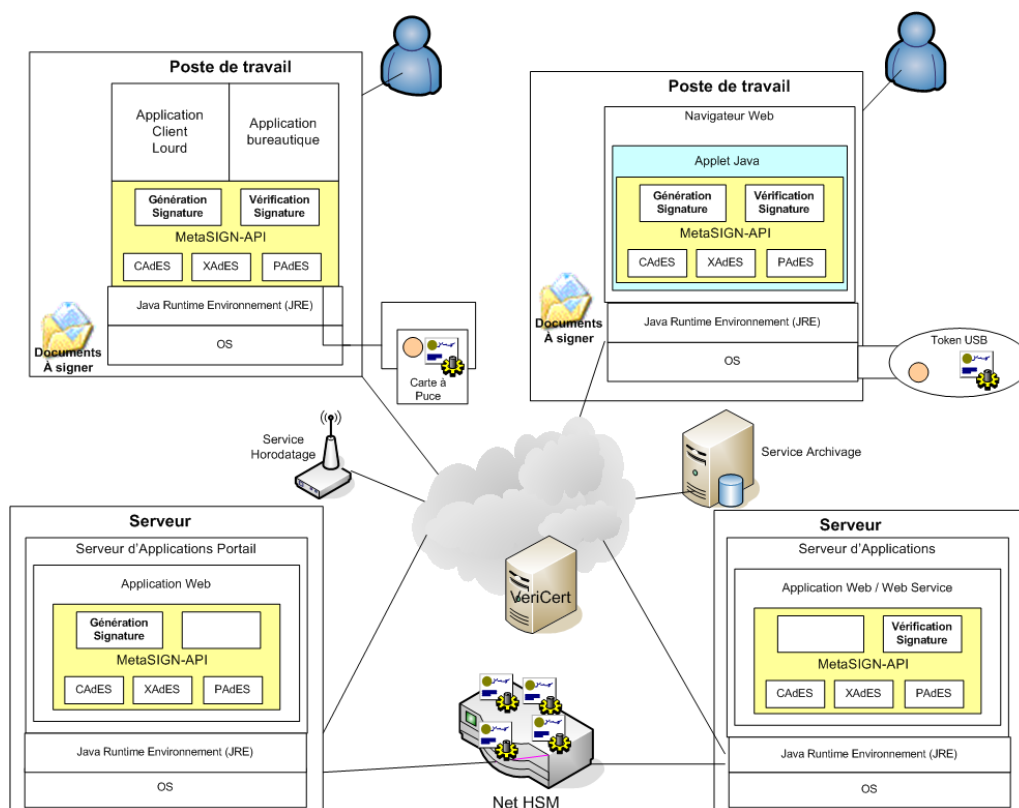 Poste de travail
Application
Client
Lourd
Application
bureautique
Génération
Signature
Vérification
Signature
MetaSIGN-API
CAdES
XAdES
PAdES
Java Runtime Environnement (JRE)
OS
Documents
À signer
Carte à
Puce
Poste de travail
Navigateur Web
Applet Java
Génération
Signature
Vérification
Signature
MetaSIGN-API
CAdES
XAdES
PAdES
Java Runtime Environnement (JRE)
OS
Documents
À signer
Token USB
Service
Horodatage
Service Archivage
VeriCert
Serveur
Serveur d'Applications Portail
Application Web
Génération
Signature
MetaSIGN-API
CAdES
XAdES
PAdES
Java Runtime Environnement (JRE)
OS
Net HSM
Serveur
Serveur d'Applications
Application Web / Web Service
Vérification
Signature
MetaSIGN-API
CAdES
XAdES
PAdES
Java Runtime Environnement (JRE)
OS